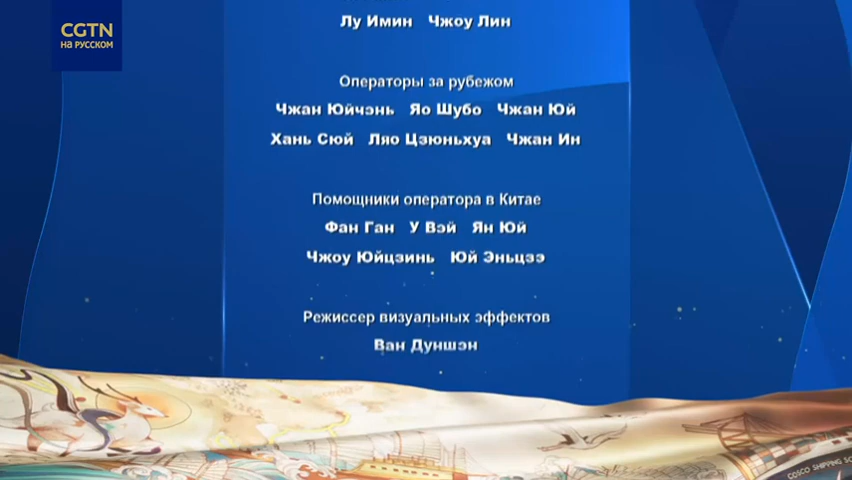 CGTN
НА РУССКОМ
Лу Имин Чжоу Лин
Операторы за рубежом
Чжан Юйчэнь Яо Шубо Чжан Юй
Хань Сюй Ляо Цзюньхуа Чжан Ин
Помощники оператора в Китае
Фан Ган У Вэй Ян Юй
Чжоу Юйцзинь Юй Эньцзэ
Режиссер визуальных эффектов
Ван Дуншэн
COSCO SHIPPING